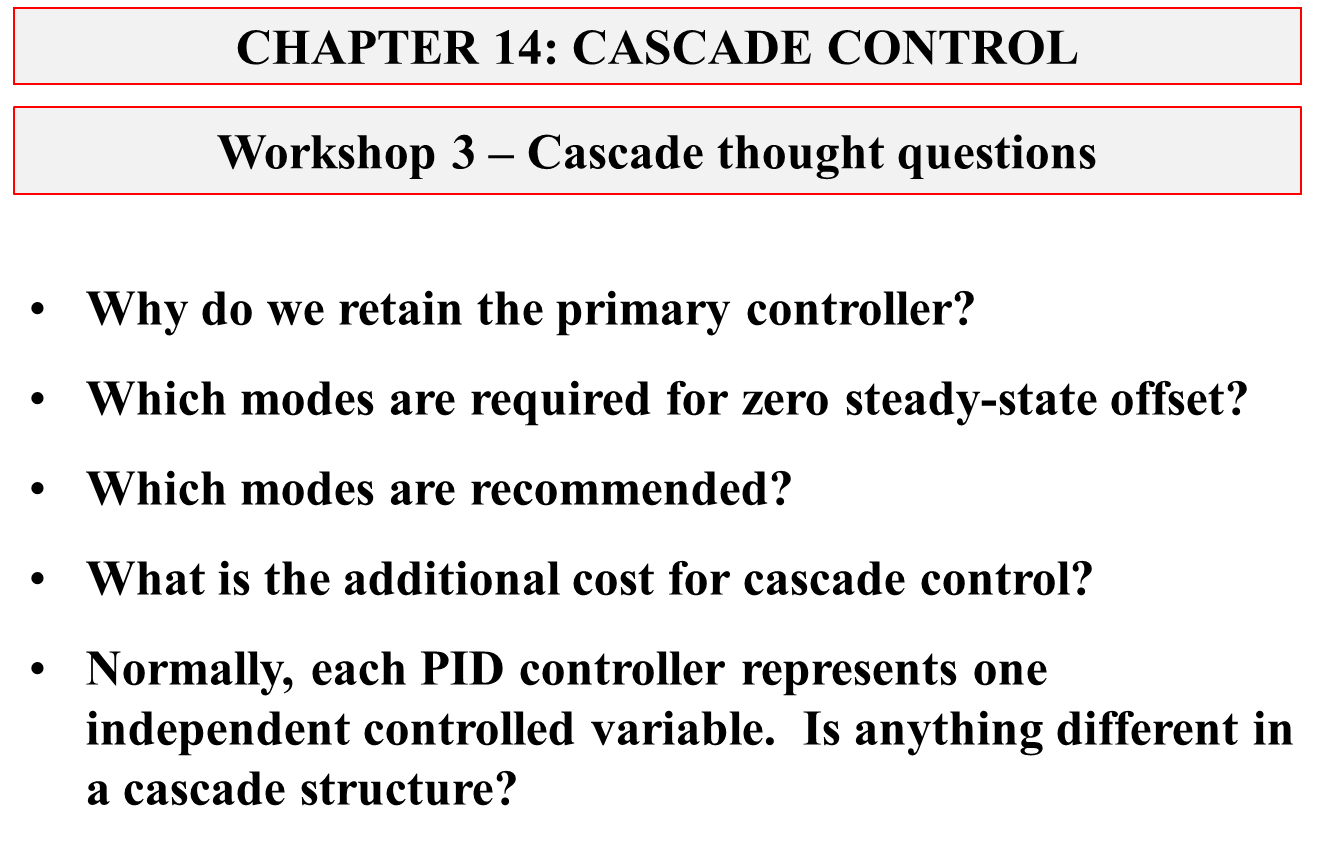 CHAPTER 14: CASCADE CONTROL
Workshop 3 – Cascade thought questions
• Why do we retain the primary controller?
• Which modes are required for zero steady-state offset?
• Which modes are recommended?
• What is the additional cost for cascade control?
• Normally, each PID controller represents one
independent controlled variable.  Is anything different in
a cascade structure?